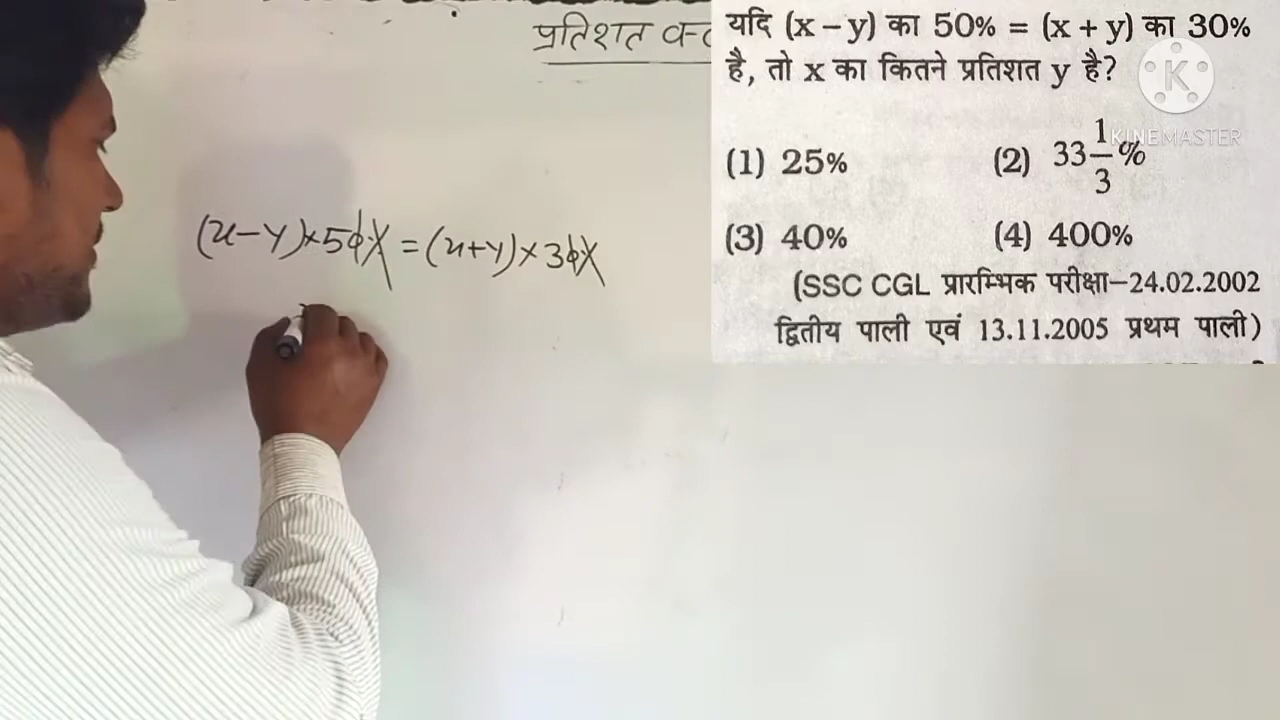 प्रतिशत
यदि (x – y) का 50% = (x + y) का 30%
है, तो x का कितने प्रतिशत y है?
(1) 25% (2) 33 1/3 %
(3) 40% (4) 400%
(SSC CGL प्रारम्भिक परीक्षा–24.02.2002
द्वितीय पाली एवं 13.11.2005 प्रथम पाली)
KINEMASTER
(x-y)×50% = (x+y)×30%